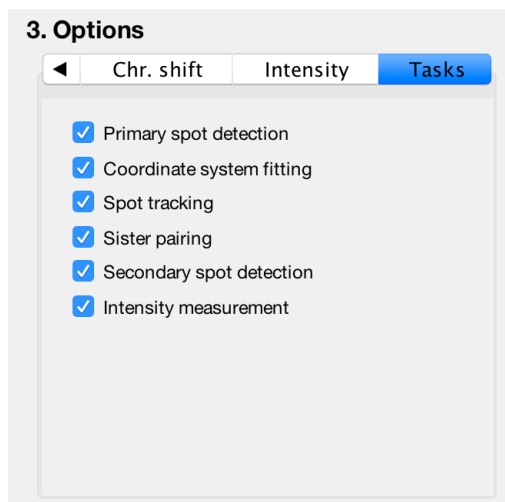 3. Options
◀ Chr. shift Intensity Tasks
Primary spot detection
Coordinate system fitting
Spot tracking
Sister pairing
Secondary spot detection
Intensity measurement